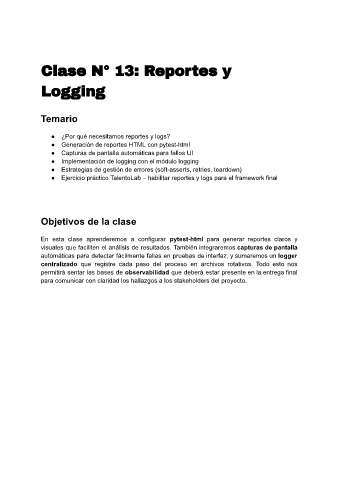 Clase N° 13: Reportes y
Logging
Temario
● ¿Por qué necesitamos reportes y logs?
● Generación de reportes HTML con pytest-html
● Capturas de pantalla automáticas para fallos UI
● Implementación de logging con el módulo logging
● Estrategias de gestión de errores (soft-asserts, retries, teardown)
● Ejercicio práctico TalentoLab – habilitar reportes y logs para el framework final
Objetivos de la clase
En esta clase aprenderemos a configurar pytest-html para generar reportes claros y
visuales que faciliten el análisis de resultados. También integraremos capturas de pantalla
automáticas para detectar fácilmente fallas en pruebas de interfaz, y sumaremos un logger
centralizado que registre cada paso del proceso en archivos rotativos. Todo esto nos
permitirá sentar las bases de observabilidad que deberá estar presente en la entrega final
para comunicar con claridad los hallazgos a los stakeholders del proyecto.